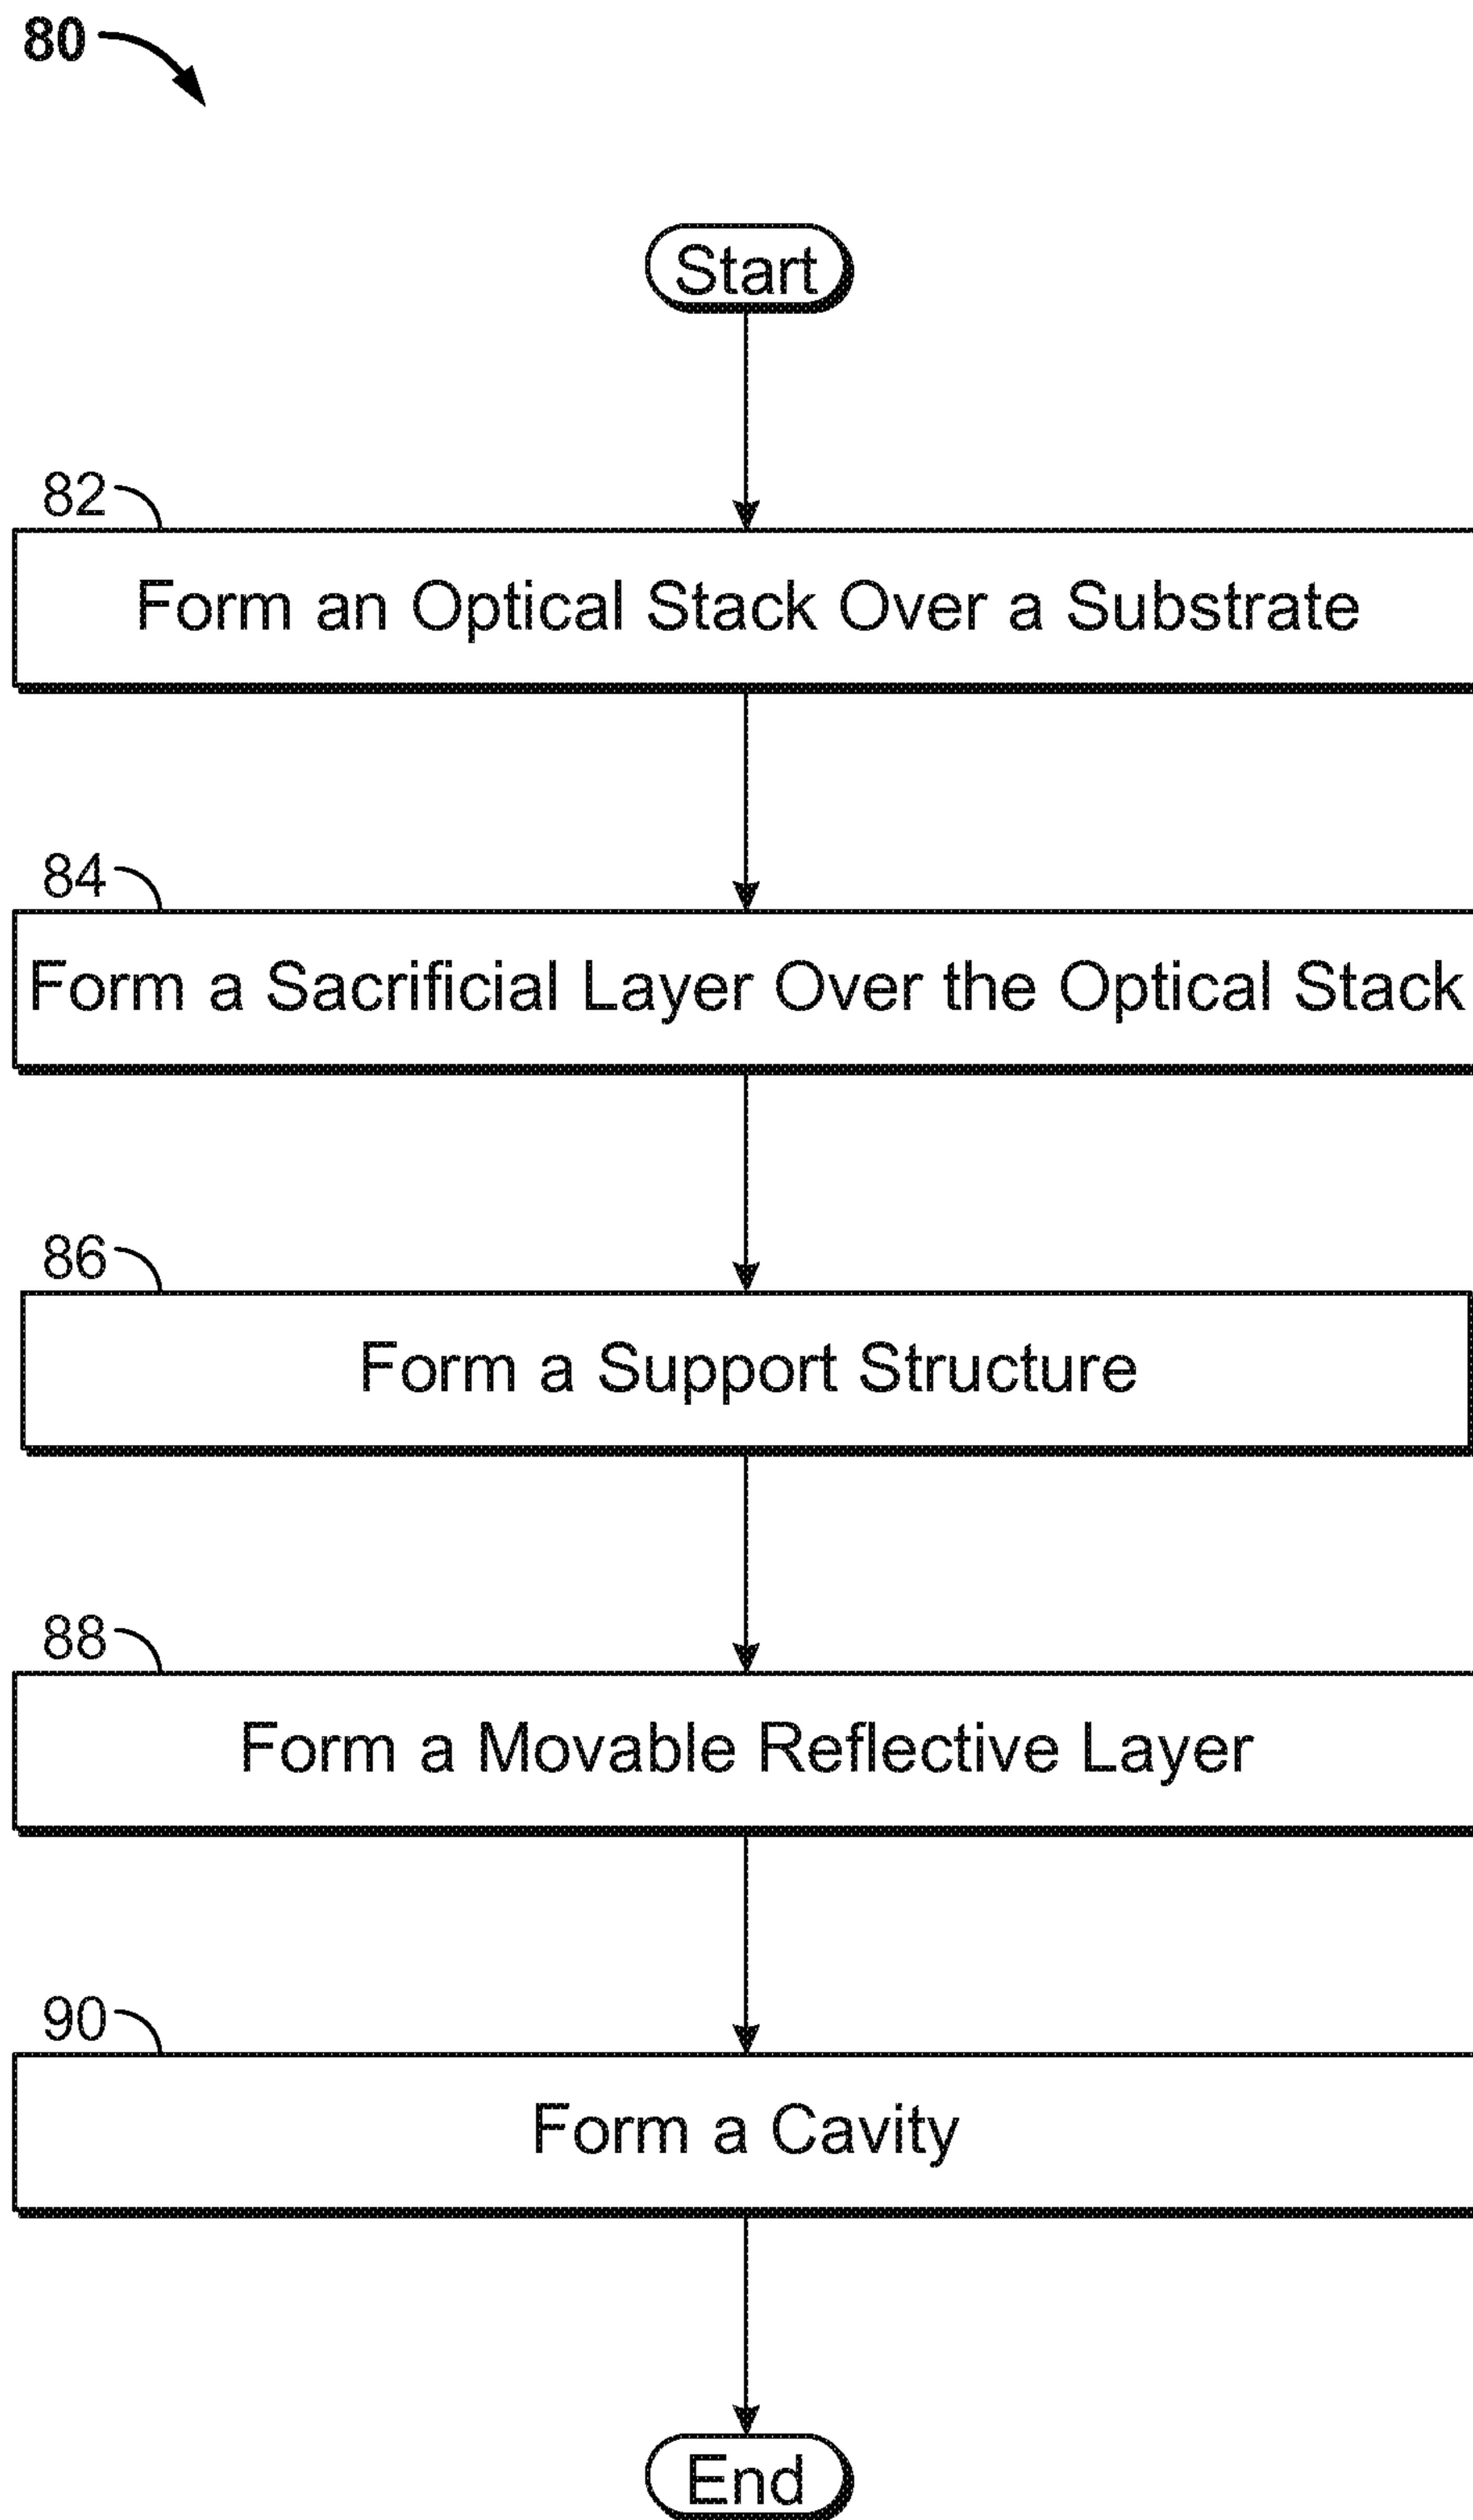 80
Start
82
Form an Optical Stack Over a Substrate
84
Form a Sacrificial Layer Over the Optical Stack
86
Form a Support Structure
88
Form a Movable Reflective Layer
90
Form a Cavity
End